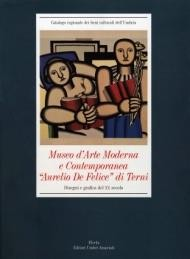 Catalogo regionale dei beni culturali dell'Umbria
Museo d'Arte Moderna
e Contemporanea
"Aurelio De Felice" di Terni
Disegni e grafica del XX secolo
Electa
Editori Umbri Associati